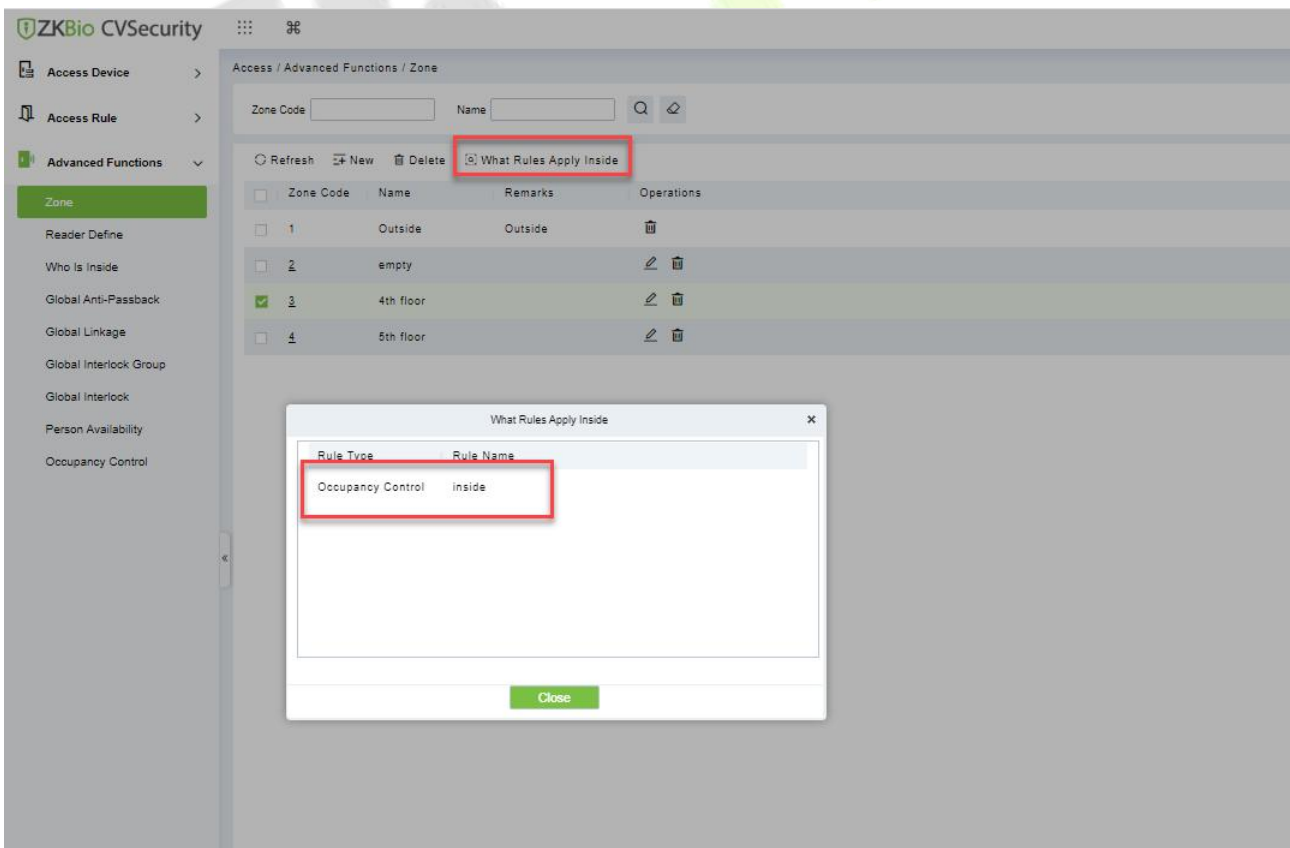 ZKBio CVSecurity
Access Device
Access Rule
Advanced Functions
Zone
Reader Define
Who Is Inside
Global Anti-Passback
Global Linkage
Global Interlock Group
Global Interlock
Person Availability
Occupancy Control
Access / Advanced Functions / Zone
Zone Code Name
Refresh New Delete What Rules Apply Inside
Zone Code Name Remarks Operations
1 Outside Outside
2 empty
3 4th floor
4 5th floor
What Rules Apply Inside
Rule Type Rule Name
Occupancy Control inside
Close